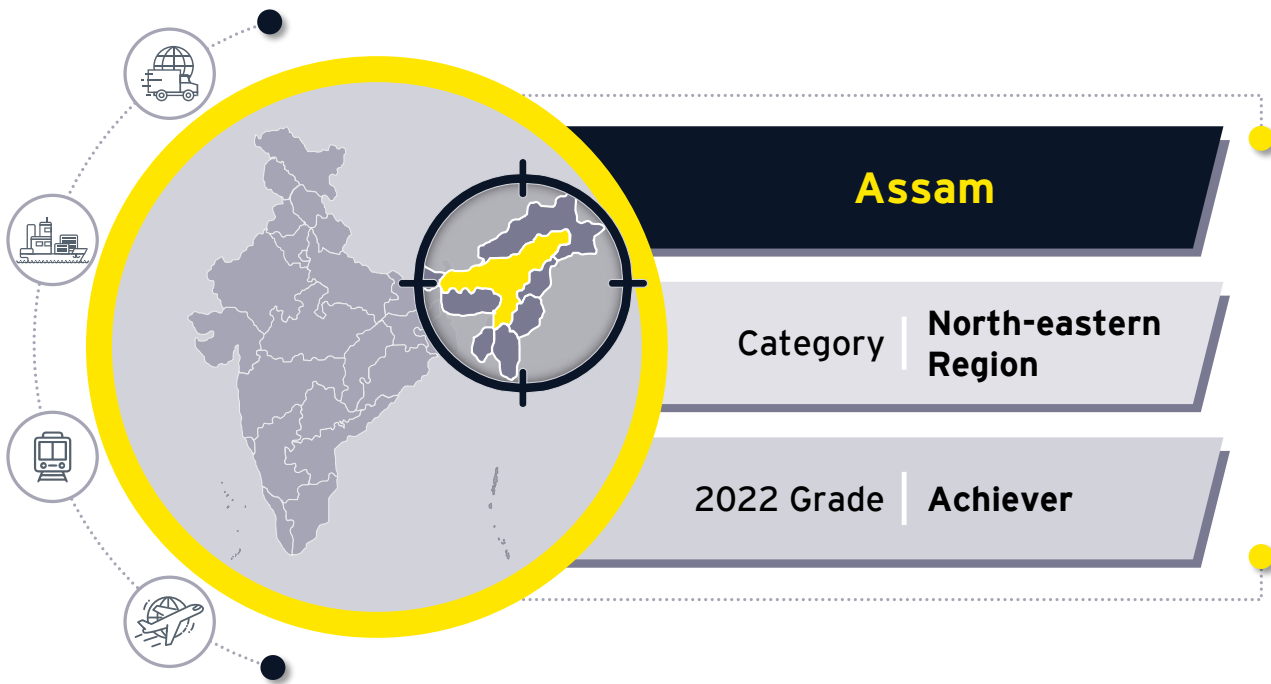 Assam
Category
North-eastern
Region
2022 Grade
Achiever